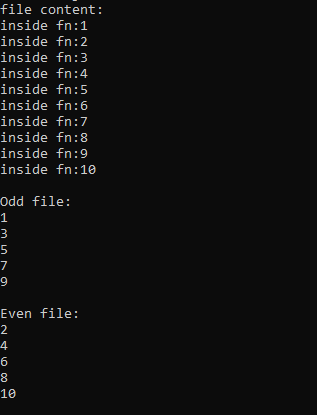 file content:
inside fn:1
inside fn:2
inside fn:3
inside fn:4
inside fn:5
inside fn:6
inside fn:7
inside fn:8
inside fn:9
inside fn:10
Odd file:
1
3
5
7
9
Even file:
2
4
6
8
10